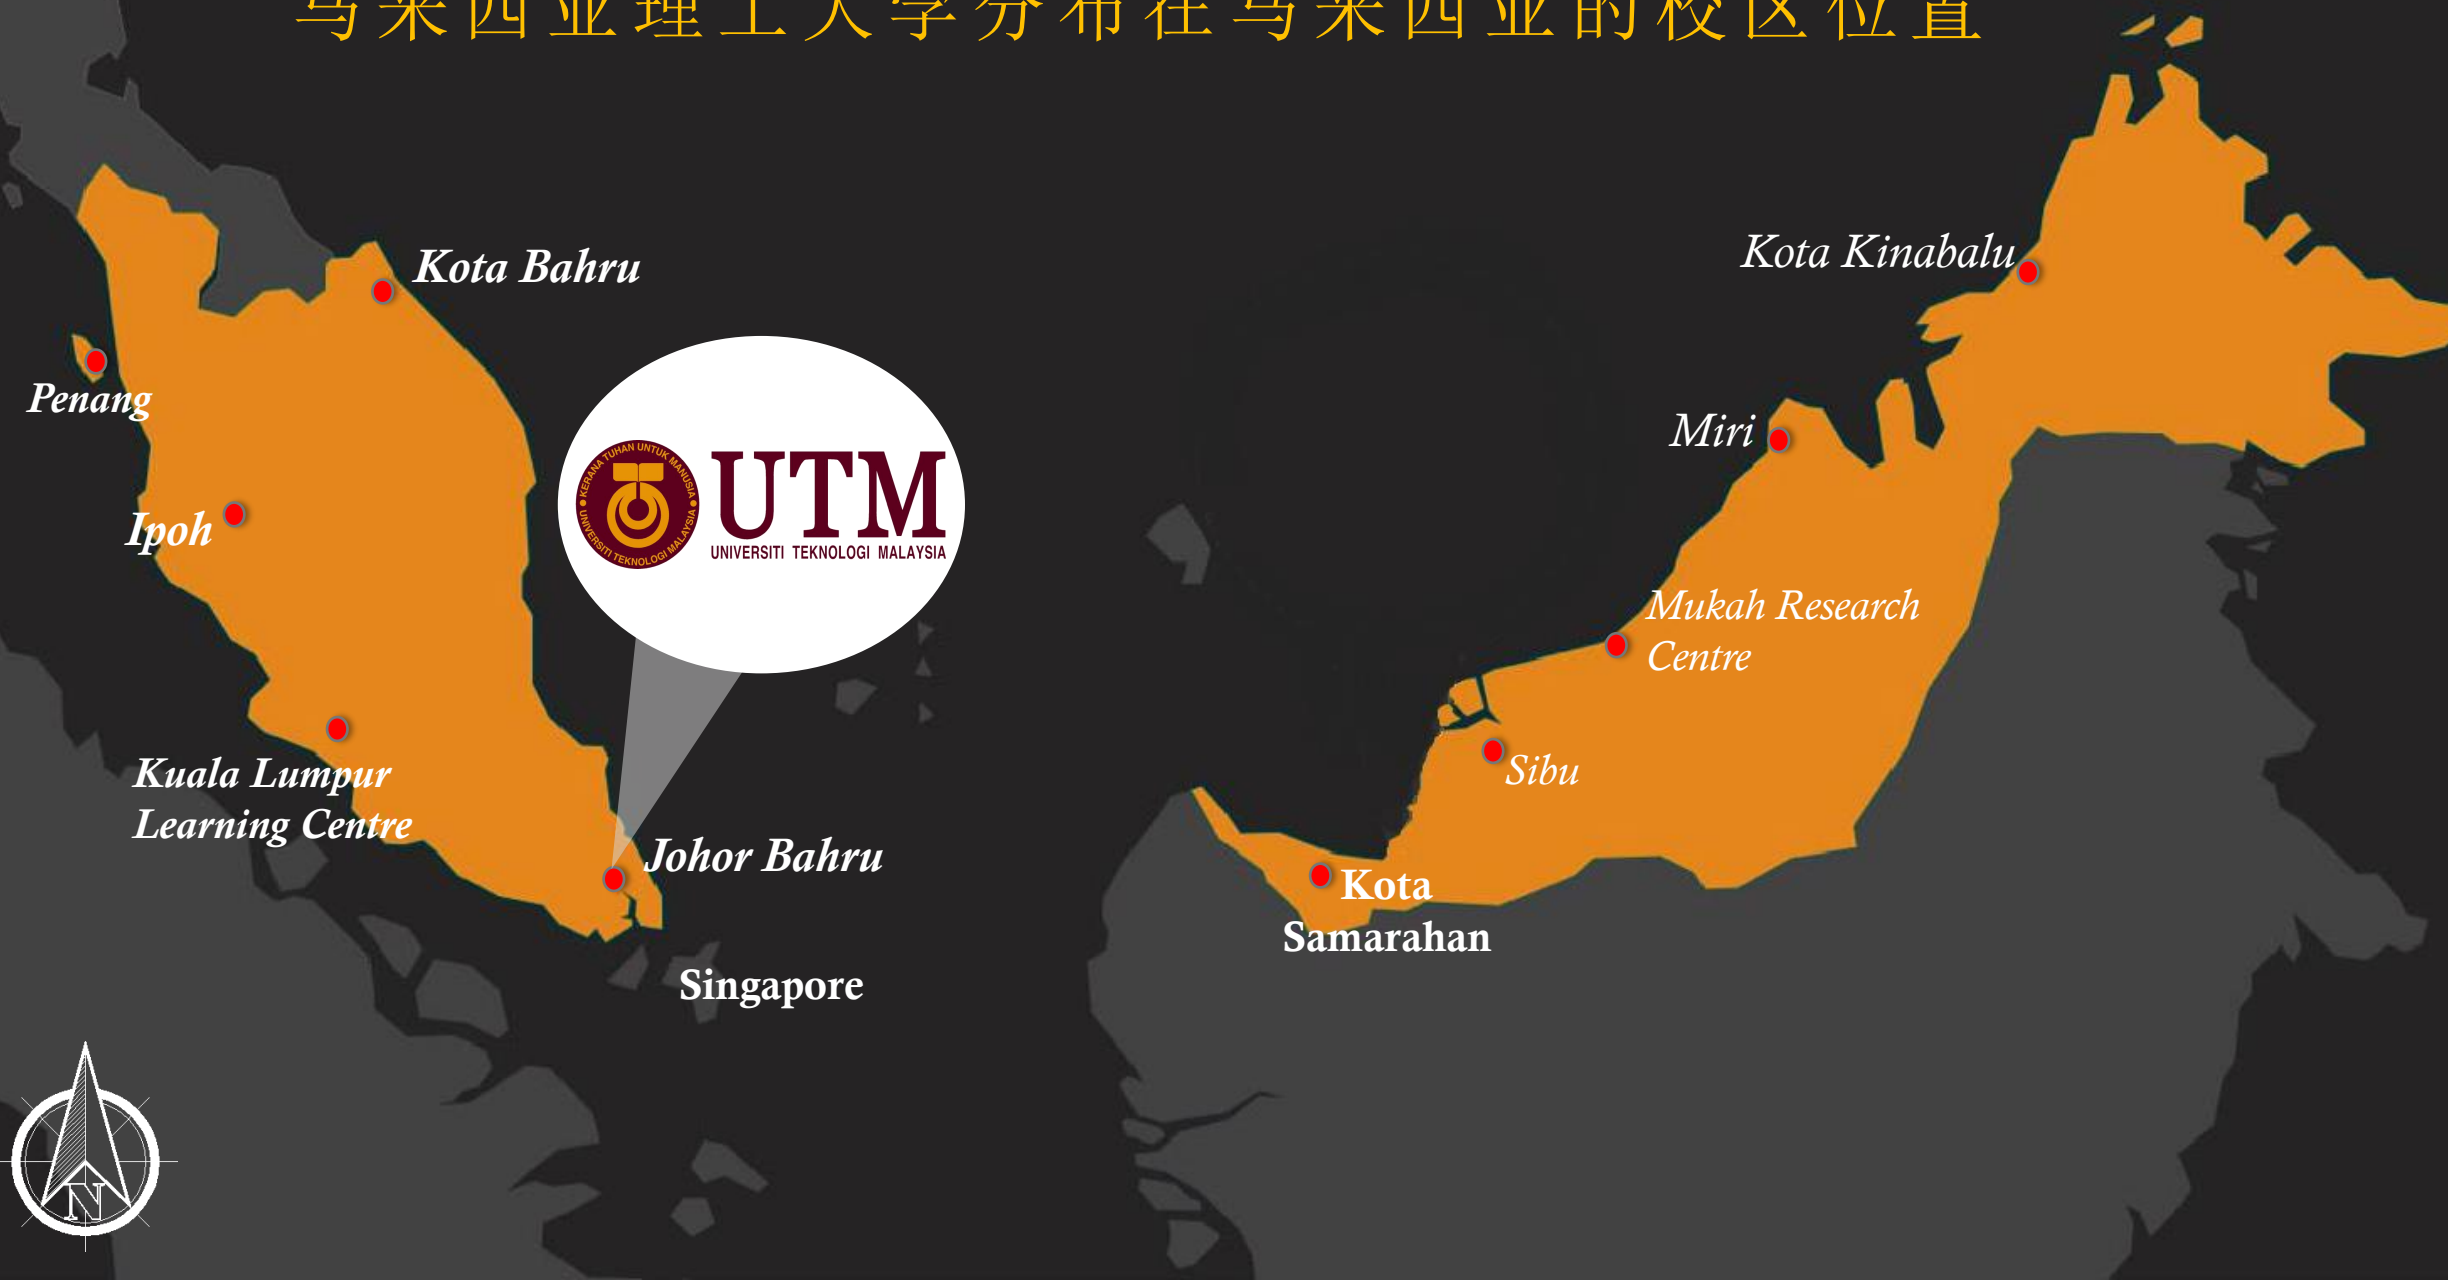 马来西亚理工大学分布在马来西亚的校区位置
Kota Bahru
Kota Kinabalu
Penang
Miri
KERANA TUHAN UNTUK MANUSIA
UNIVERSITI TEKNOLOGI MALAYSIA
UTM
UNIVERSITI TEKNOLOGI MALAYSIA
Ipoh
Mukah Research
Centre
Kuala Lumpur
Learning Centre
Sibu
Johor Bahru
Kota
Samarahan
Singapore
N